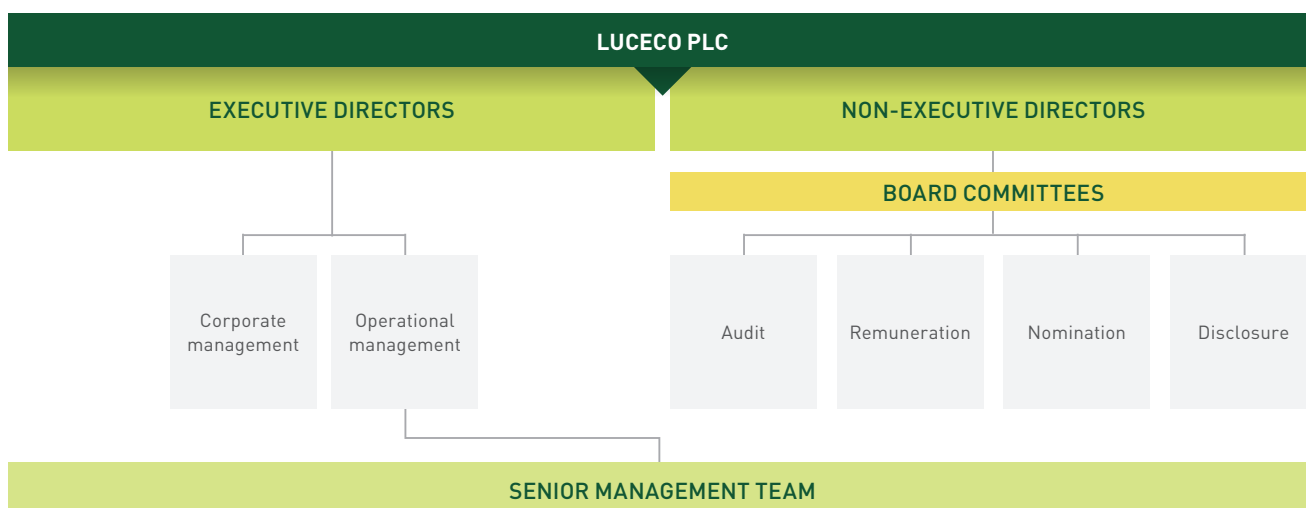 LUCECO PLC
EXECUTIVE DIRECTORS
NON-EXECUTIVE DIRECTORS
BOARD COMMITTEES
Corporate
management
Operational
management
Audit
Remuneration
Nomination
Disclosure
SENIOR MANAGEMENT TEAM